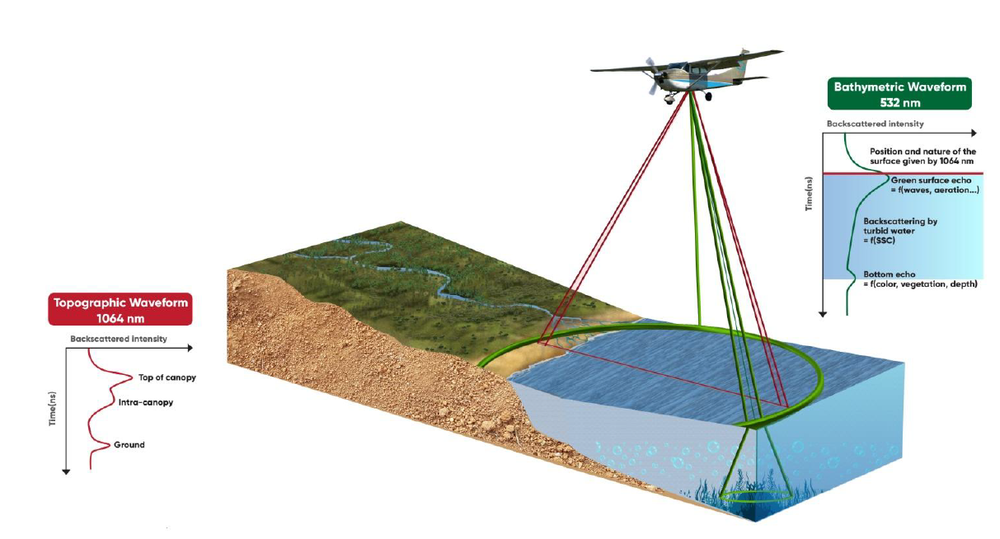 Bathymetric Waveform
532 nm
Backscattered intensity
Time(ns)
Position and nature of the
surface given by 1064 nm
Green surface echo
= f(waves, aeration...)
Backscattering by
turbid water
= f(SSC)
Bottom echo
= f(color, vegetation, depth)
Topographic Waveform
1064 nm
Backscattered intensity
Time(ns)
Top of canopy
Intra-canopy
Ground